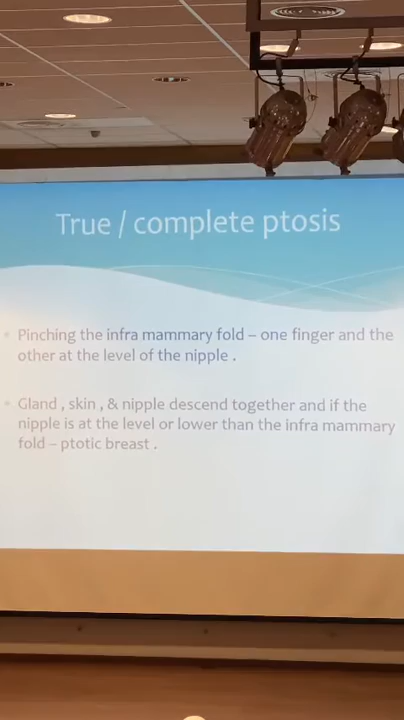 True / complete ptosis
• Pinching the infra mammary fold – one finger and the
other at the level of the nipple .
• Gland , skin , & nipple descend together and if the
nipple is at the level or lower than the infra mammary
fold – ptotic breast .